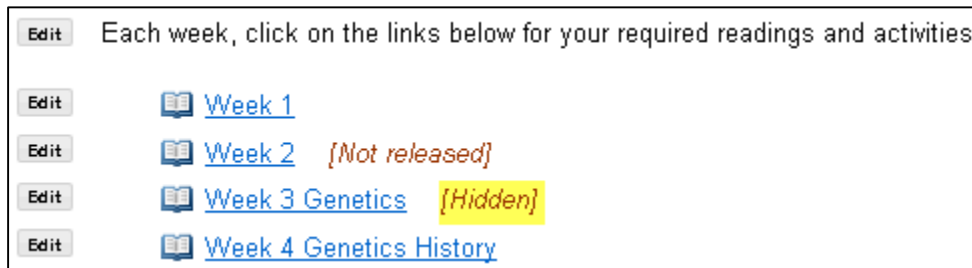 Edit Each week, click on the links below for your required readings and activities
Edit Week 1
Edit Week 2 [Not released]
Edit Week 3 Genetics [Hidden]
Edit Week 4 Genetics History